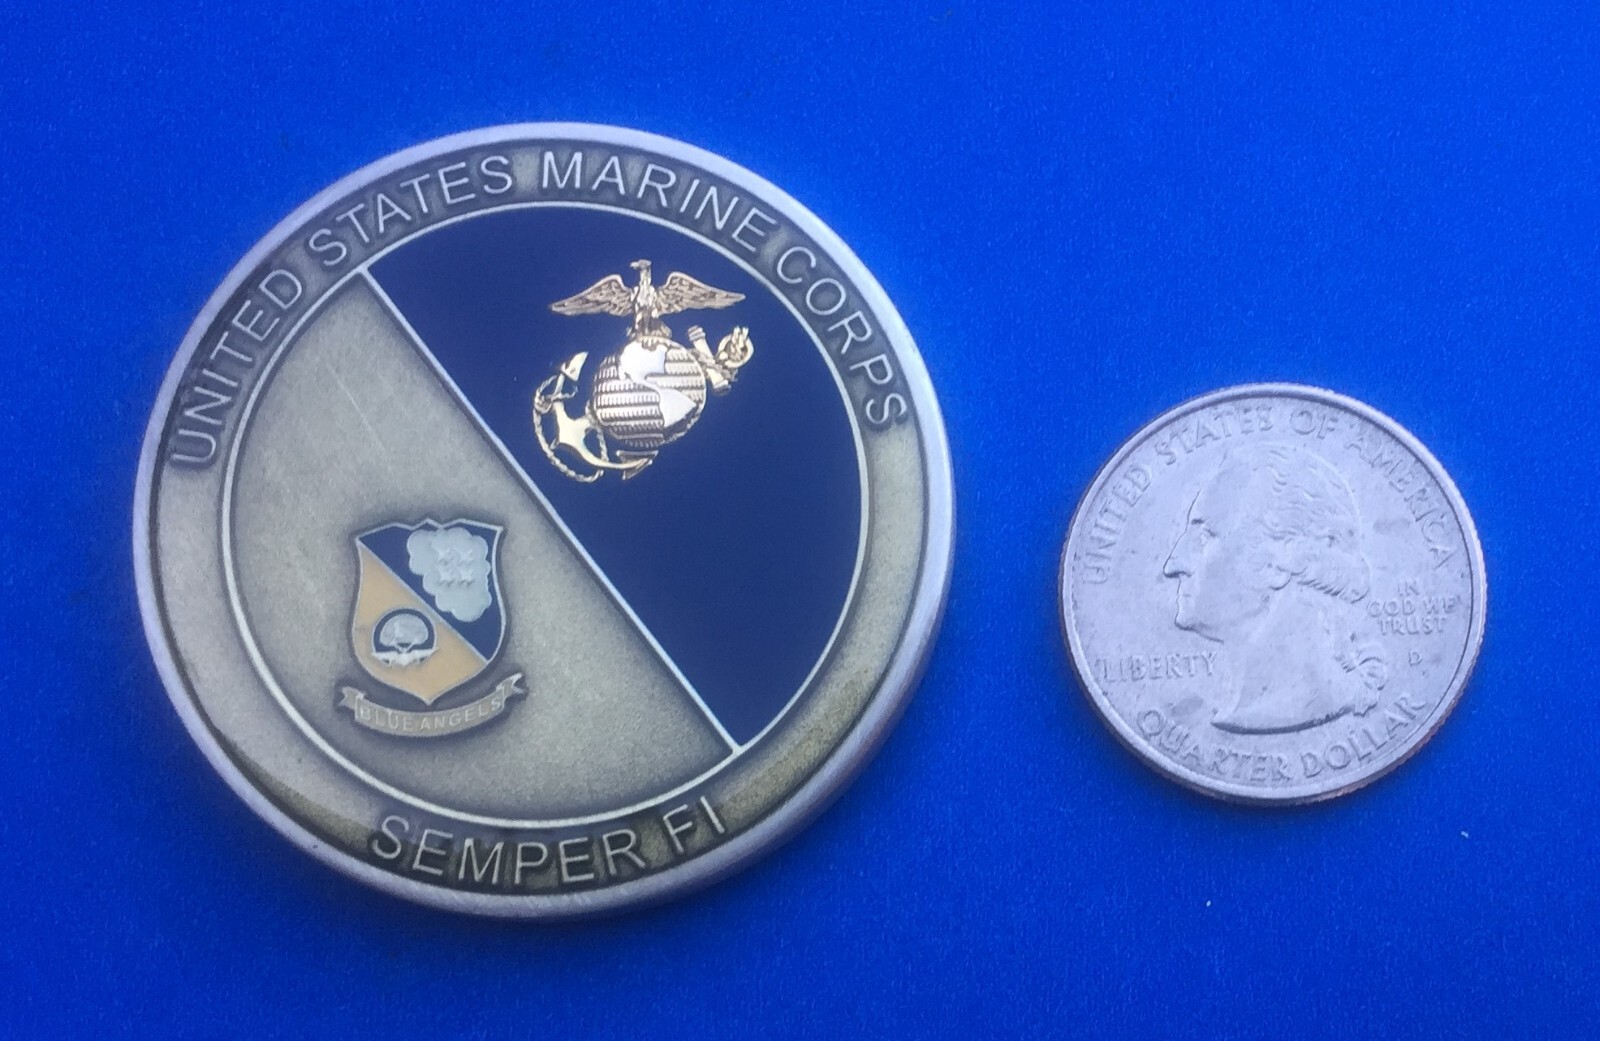 UNITED STATES MARINE CORPS
BLUE ANGELS
SEMPER FI
UNITED STATES OF AMERICA
IN
GOD WE
TRUST
LIBERTY
D
QUARTER DOLLAR